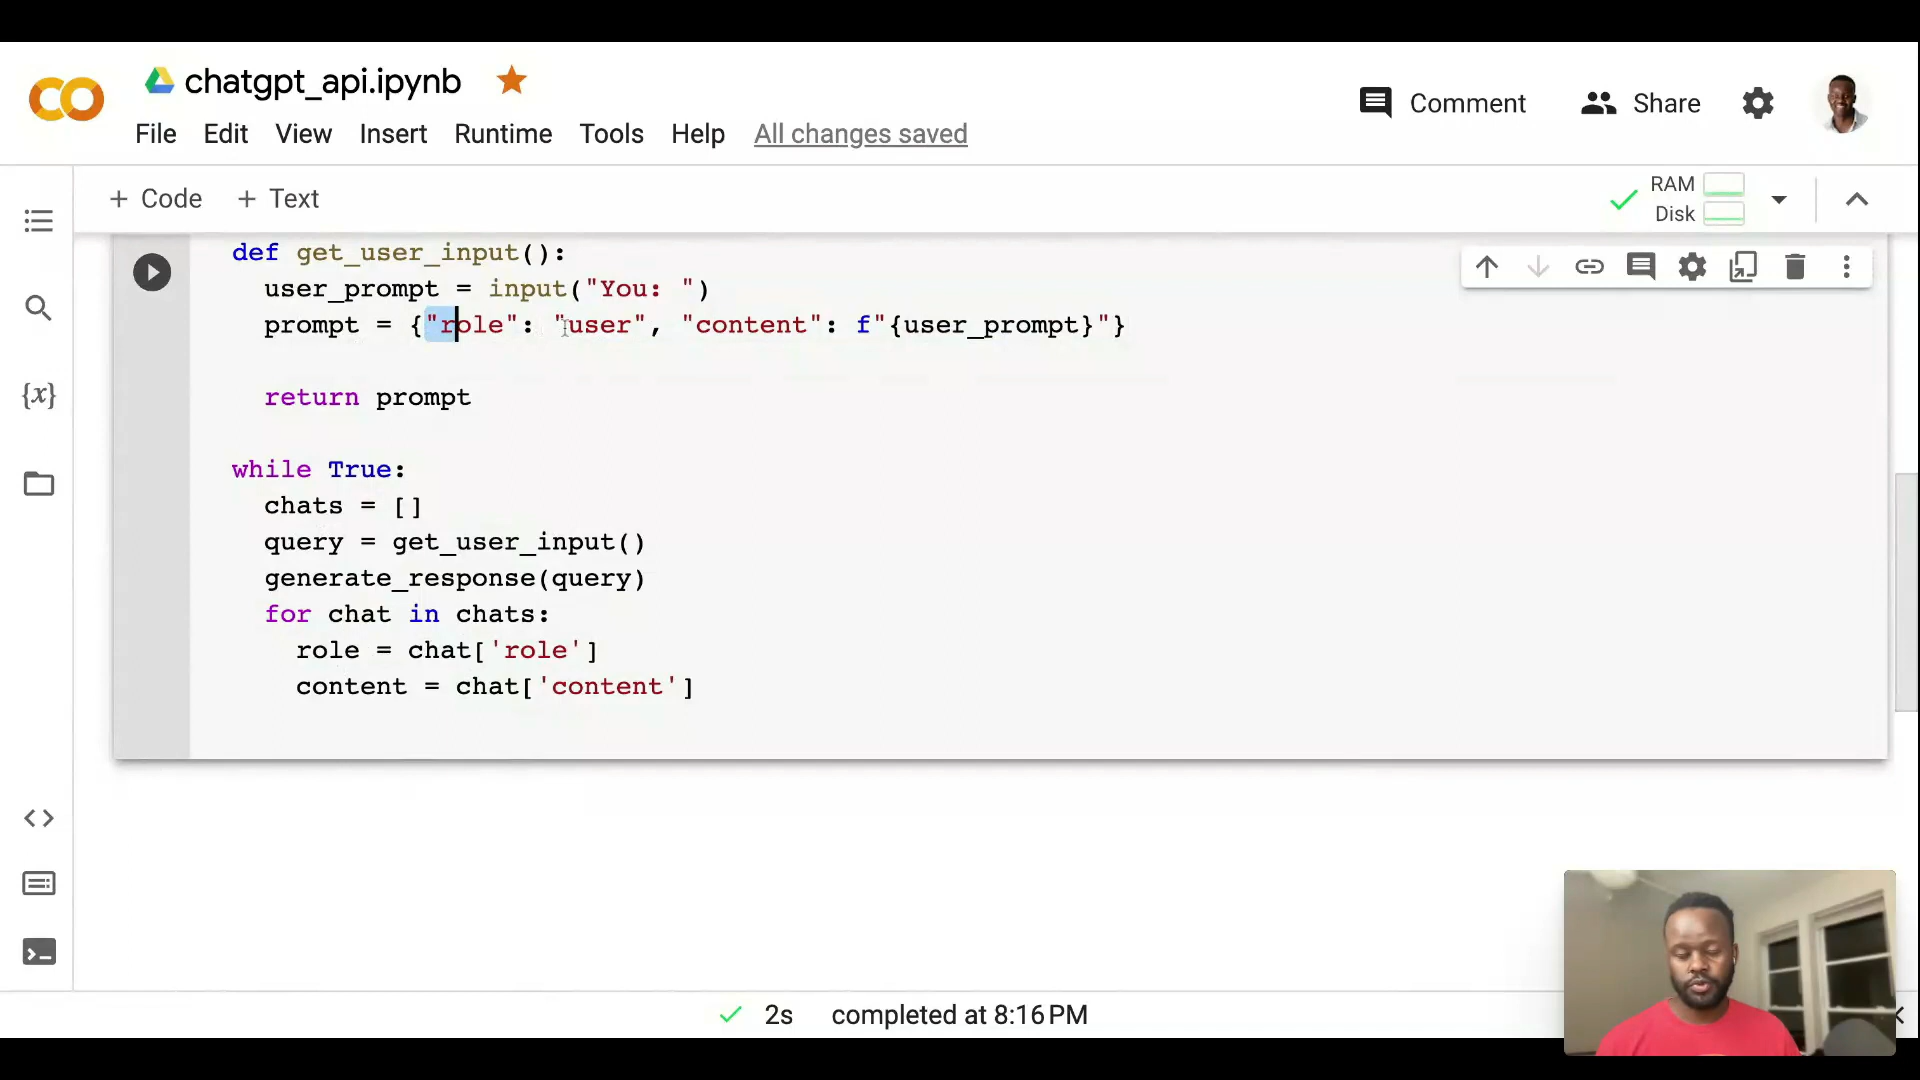 chatgpt_api.ipynb
Comment
Share
File Edit View Insert Runtime Tools Help All changes saved
+ Code + Text
RAM
Disk
def get_user_input():
user_prompt = input("You: ")
prompt = {"role": "user", "content": f"{user_prompt}"}
return prompt
while True:
chats = []
query = get_user_input()
generate_response(query)
for chat in chats:
role = chat['role']
content = chat['content']
{x}
2s completed at 8:16 PM